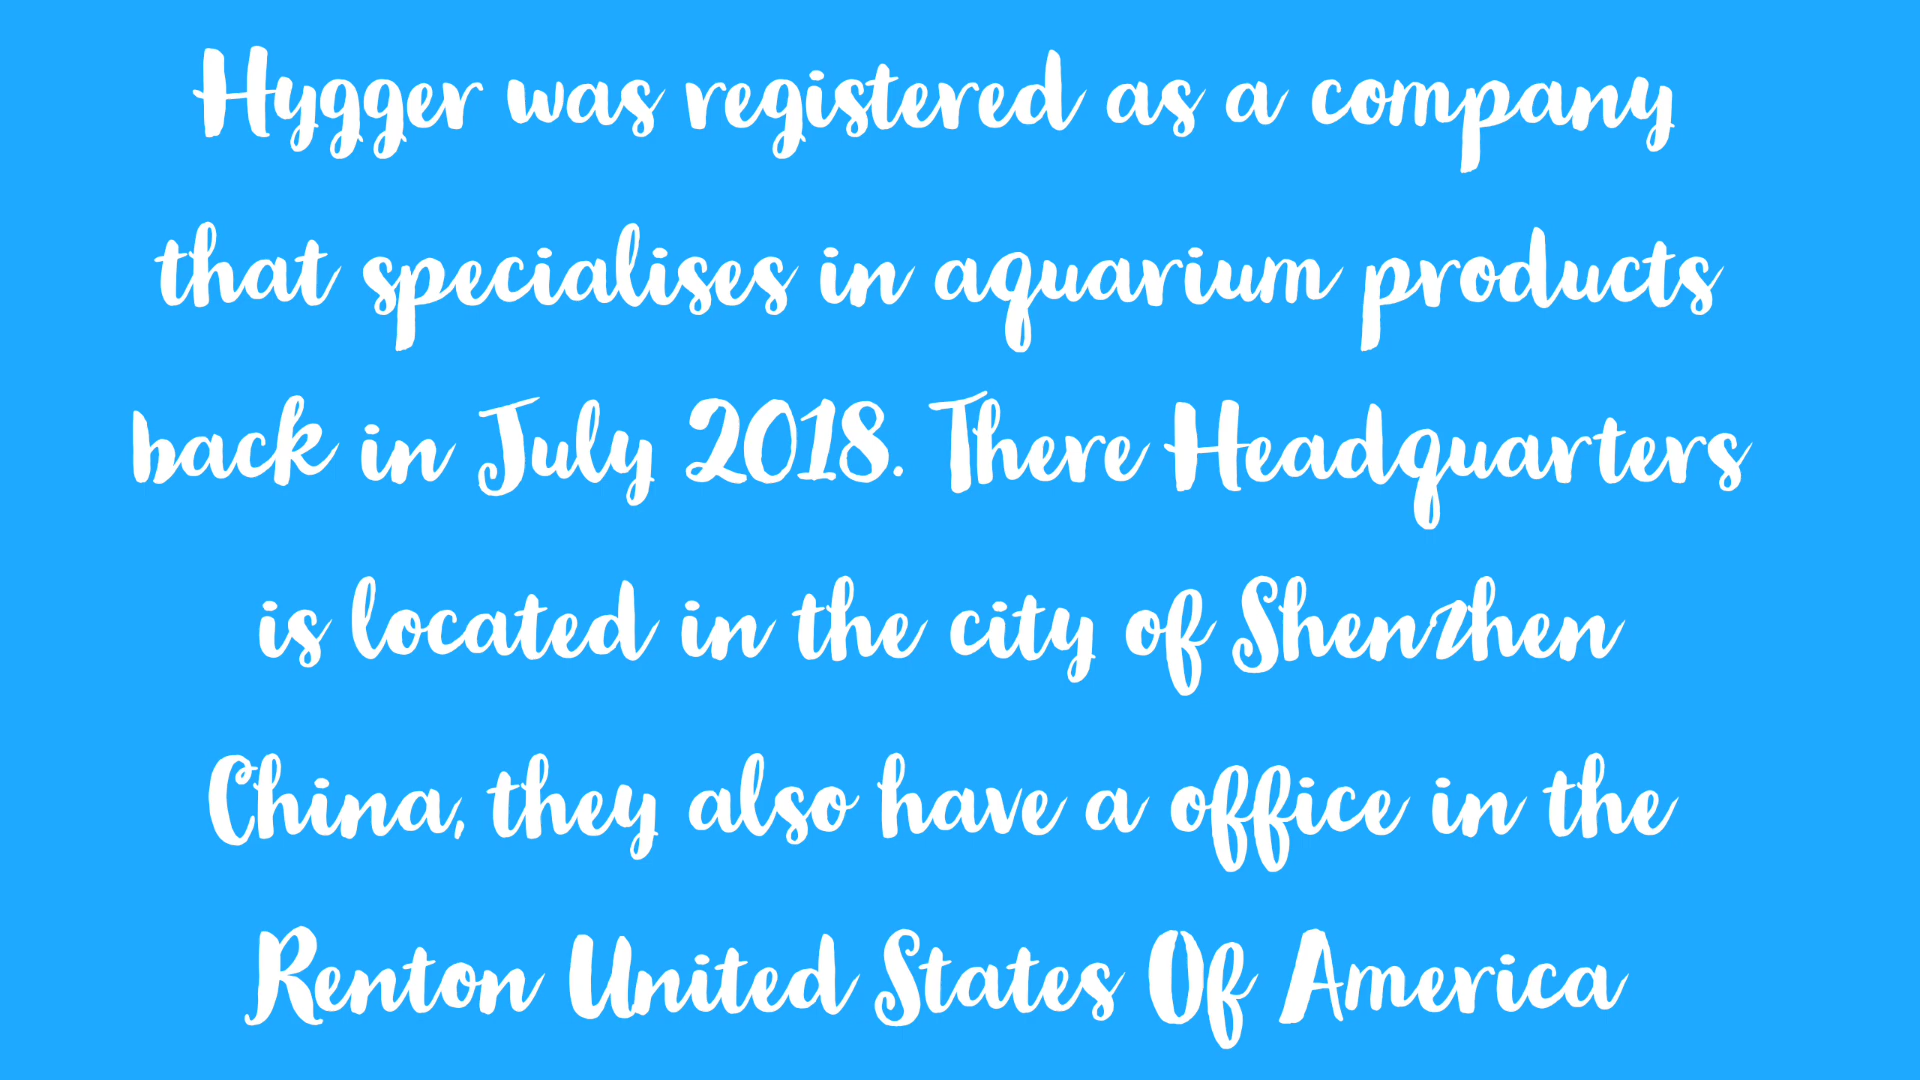 Hygger was registered as a company
that specialises in aquarium products
back in July 2018. There Headquarters
is located in the city of Shenzhen
China, they also have a office in the
Renton United States Of America